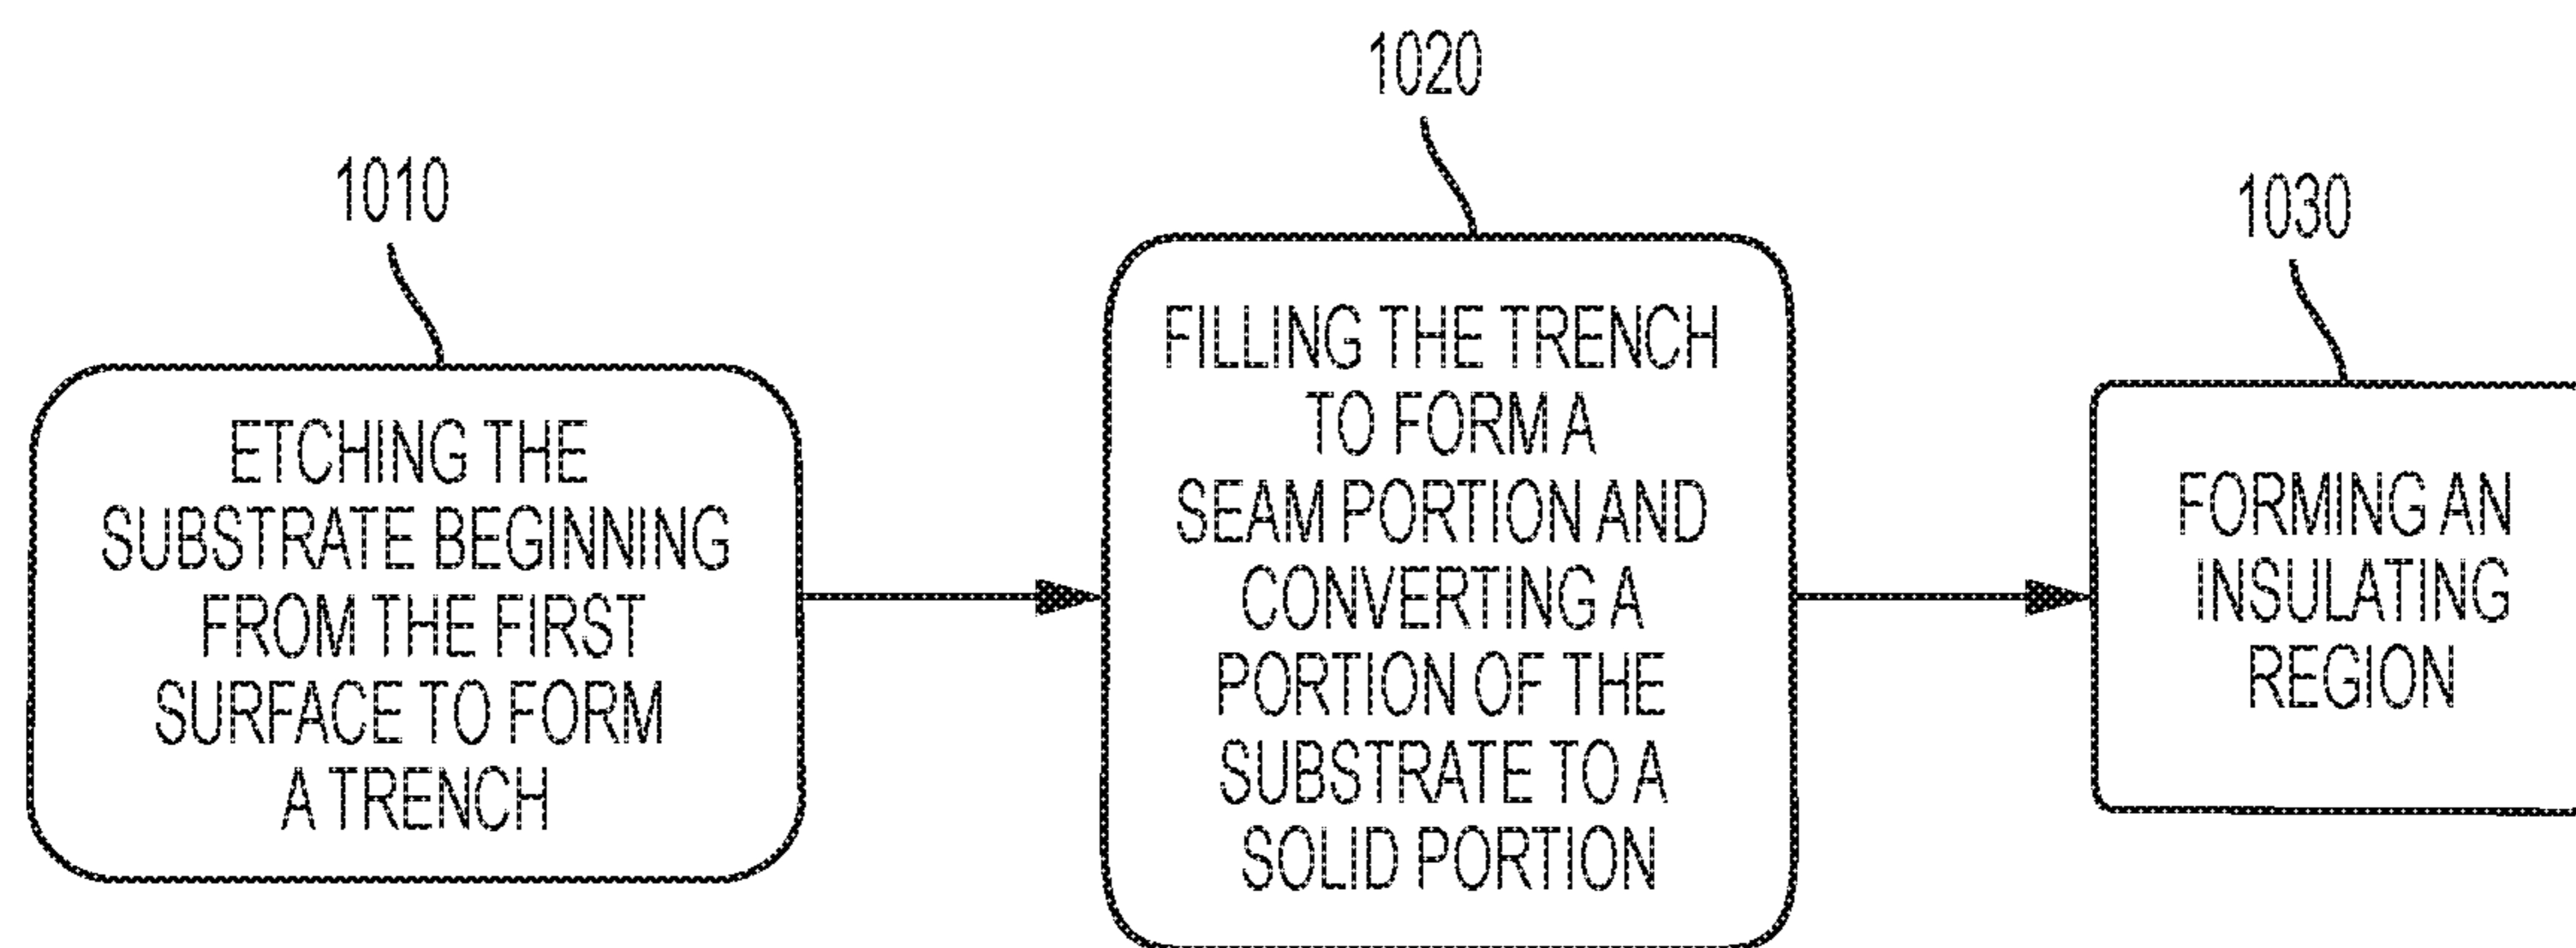 1010
ETCHING THE
SUBSTRATE BEGINNING
FROM THE FIRST
SURFACE TO FORM
A TRENCH
1020
FILLING THE TRENCH
TO FORM A
SEAM PORTION AND
CONVERTING A
PORTION OF THE
SUBSTRATE TO A
SOLID PORTION
1030
FORMING AN
INSULATING
REGION